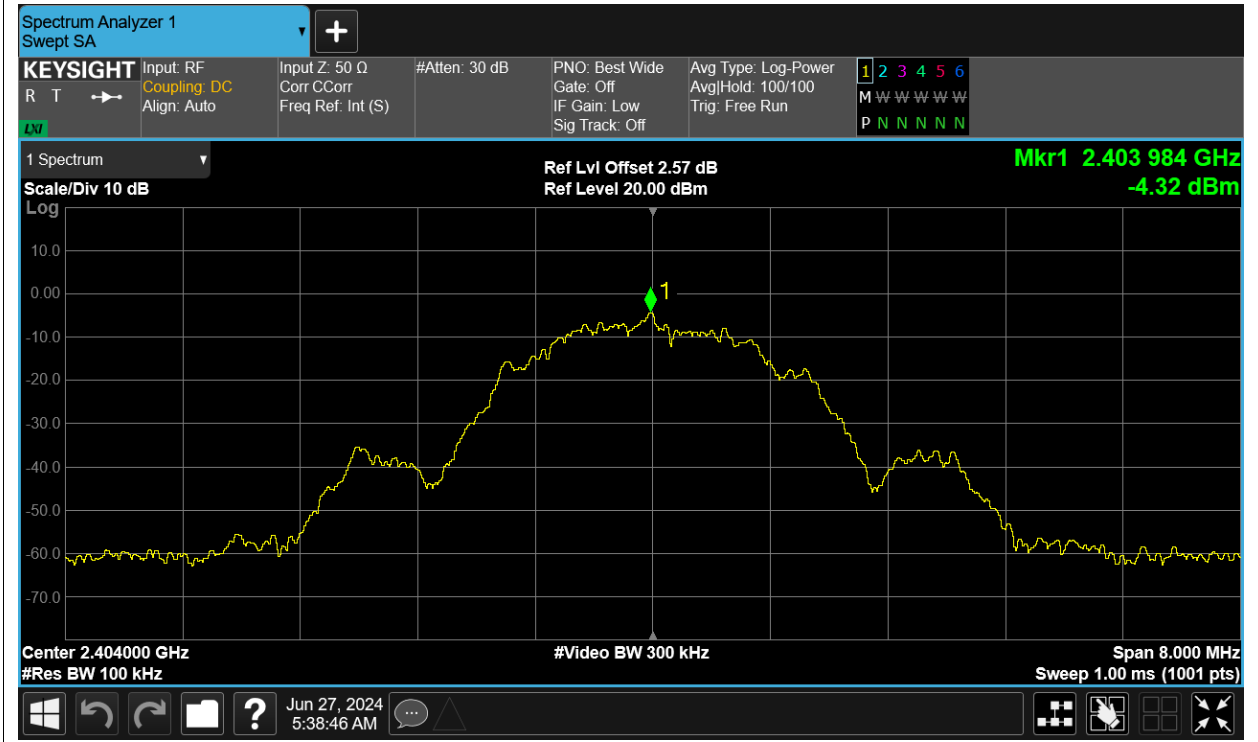 Spectrum Analyzer 1
Swept SA
+
KEYSIGHT
R T
LXI
Input: RF
Coupling: DC
Align: Auto
Input Z: 50 Ω
Corr CCorr
Freq Ref: Int (S)
#Atten: 30 dB
PNO: Best Wide
Gate: Off
IF Gain: Low
Sig Track: Off
Avg Type: Log-Power
Avg|Hold: 100/100
Trig: Free Run
1 2 3 4 5 6
M W W W W W
P N N N N N
1 Spectrum
Scale/Div 10 dB
Log
Ref Lvl Offset 2.57 dB
Ref Level 20.00 dBm
Mkr1 2.403 984 GHz
-4.32 dBm
10.0
0.00
1
-10.0
-20.0
-30.0
-40.0
-50.0
-60.0
-70.0
Center 2.404000 GHz
#Video BW 300 kHz
Span 8.000 MHz
#Res BW 100 kHz
Sweep 1.00 ms (1001 pts)
?
Jun 27, 2024
5:38:46 AM